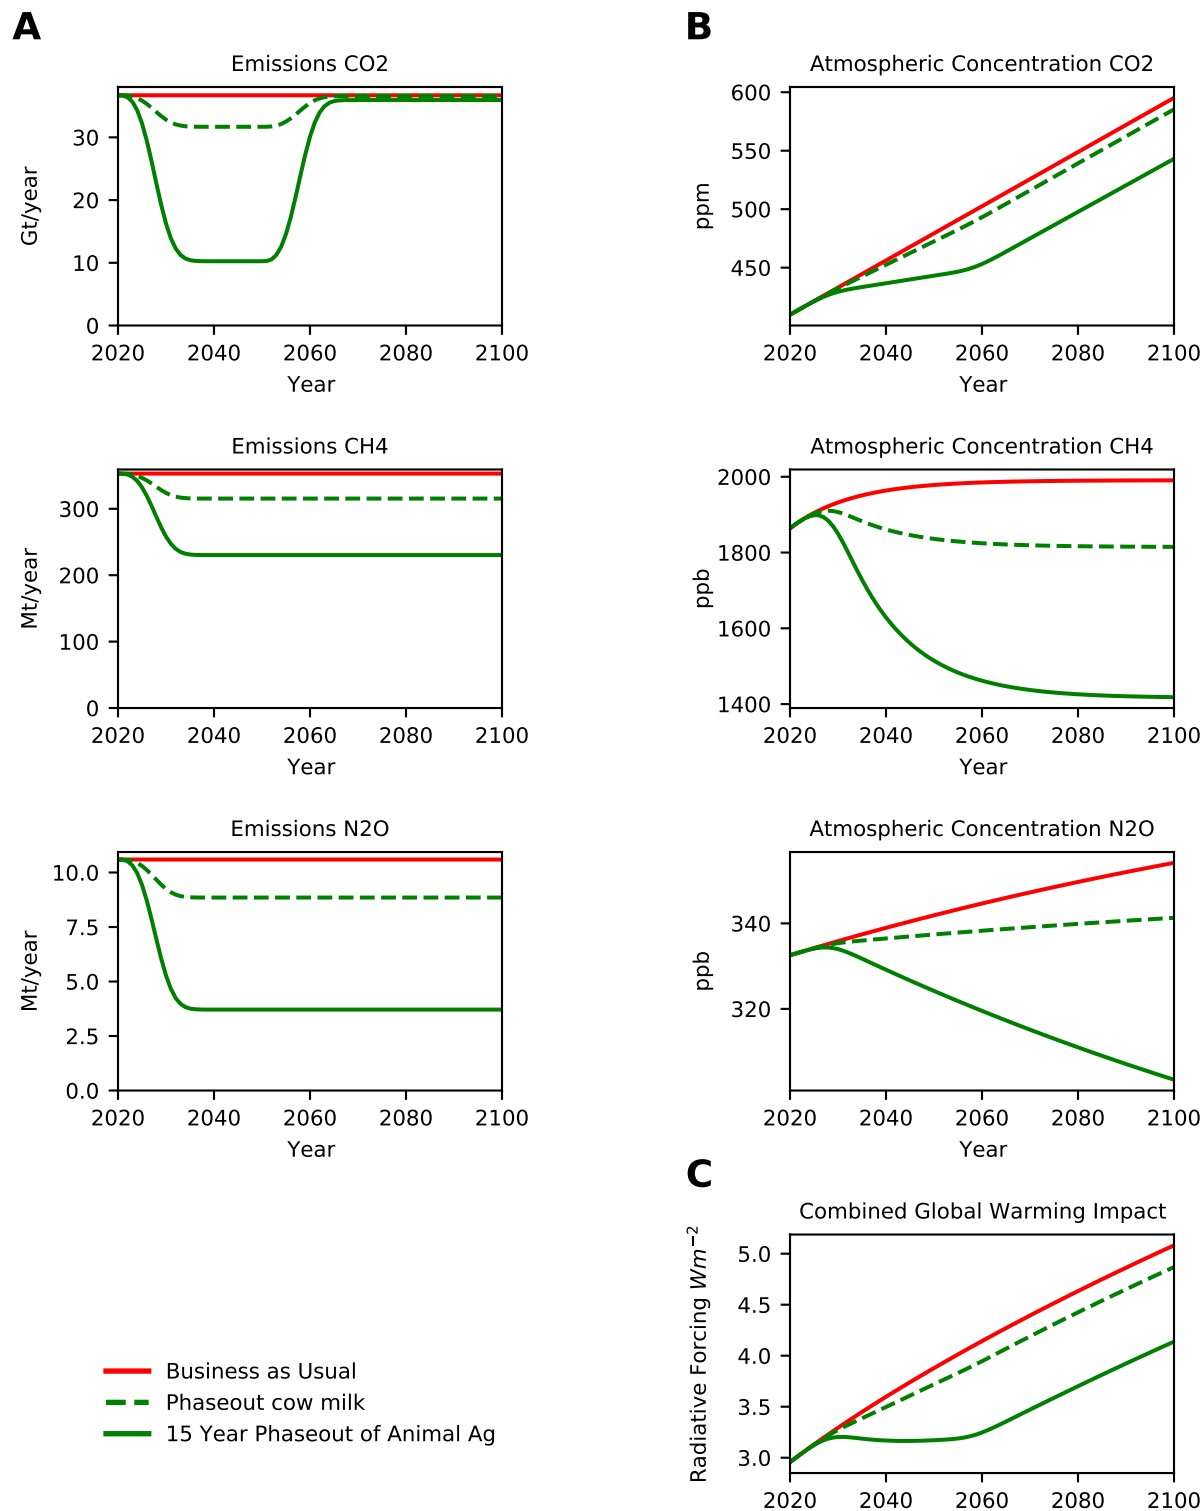 A
Emissions CO2
Gt/year
30
20
10
0
2020 2040 2060 2080 2100
Year
Emissions CH4
Mt/year
300
200
100
0
2020 2040 2060 2080 2100
Year
Emissions N2O
Mt/year
10.0
7.5
5.0
2.5
0.0
2020 2040 2060 2080 2100
Year
Business as Usual
Phaseout cow milk
15 Year Phaseout of Animal Ag
B
Atmospheric Concentration CO2
ppm
600
550
500
450
2020 2040 2060 2080 2100
Year
Atmospheric Concentration CH4
ppb
2000
1800
1600
1400
2020 2040 2060 2080 2100
Year
Atmospheric Concentration N2O
ppb
340
320
2020 2040 2060 2080 2100
Year
C
Combined Global Warming Impact
Radiative Forcing Wm⁻²
5.0
4.5
4.0
3.5
3.0
2020 2040 2060 2080 2100